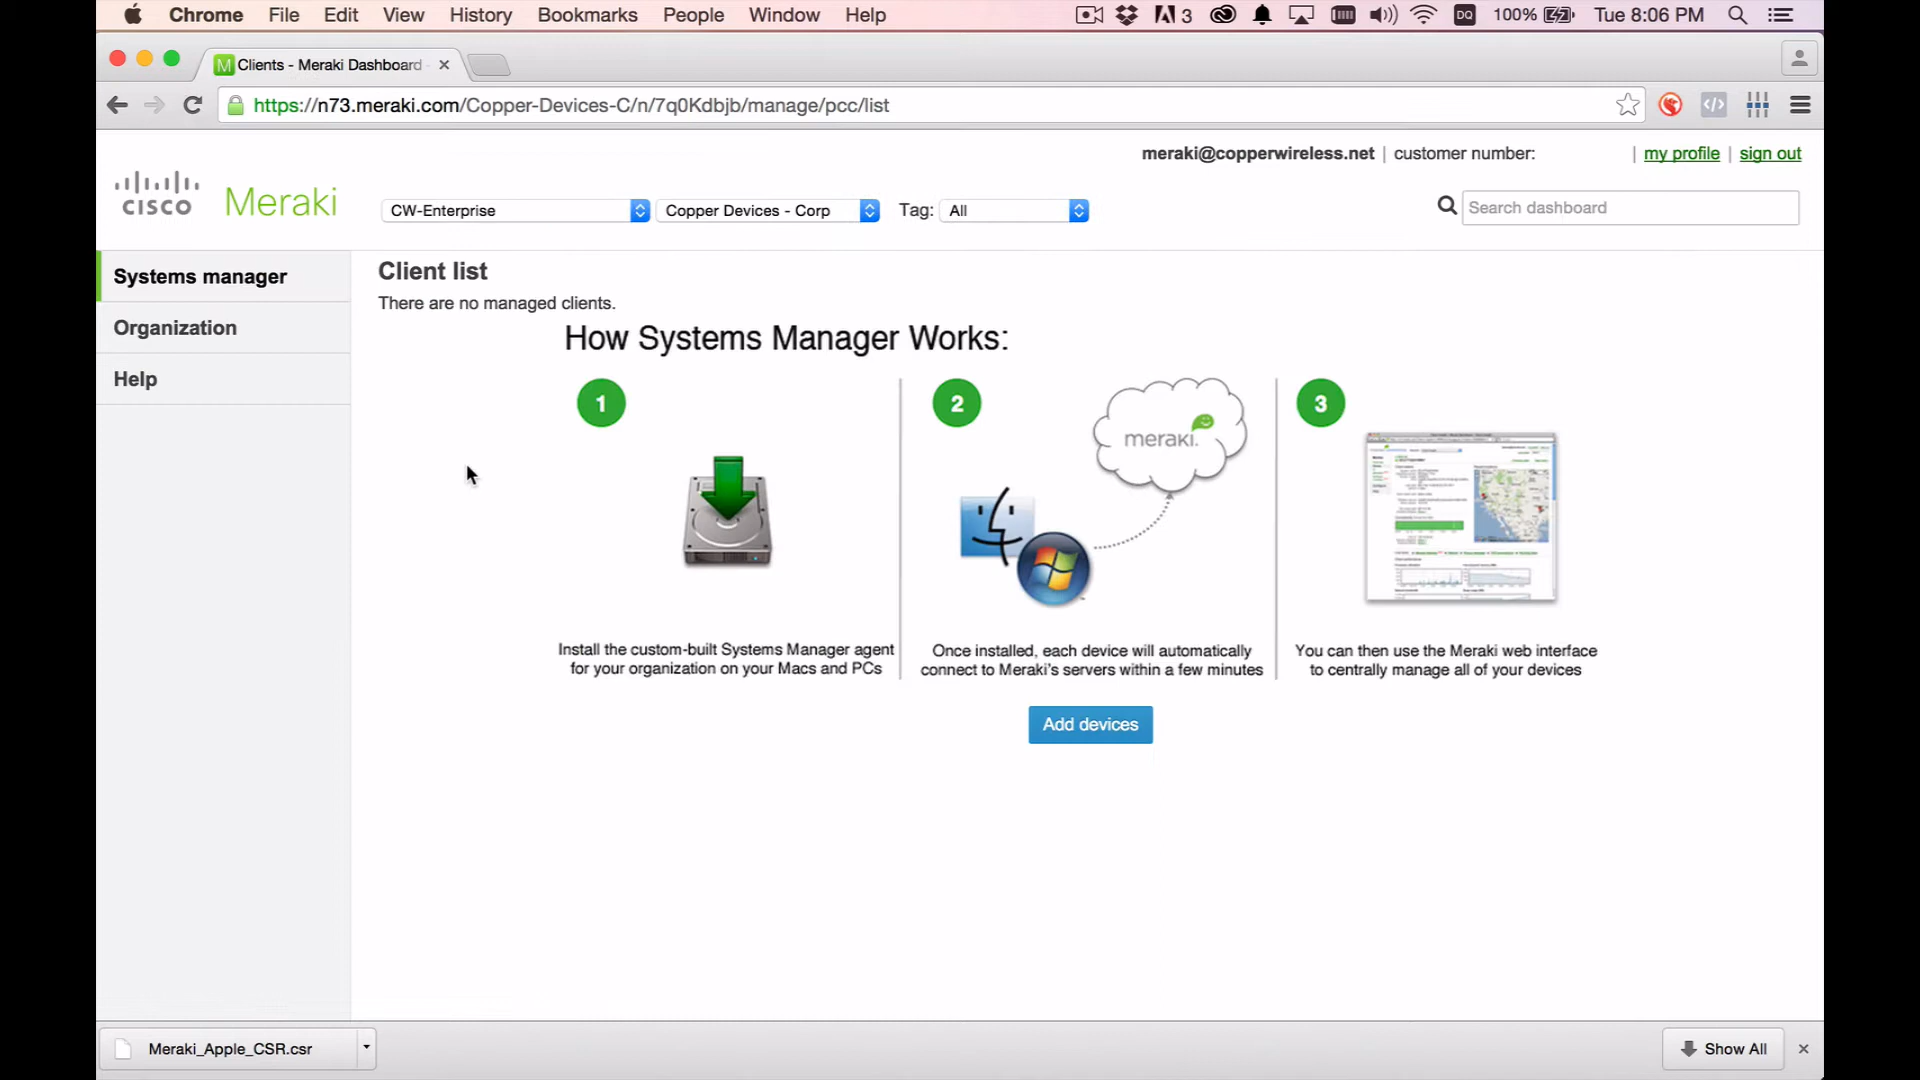 Chrome File Edit View History Bookmarks People Window Help 3 DQ 100% Tue 8:06 PM
M Clients - Meraki Dashboard
https://n73.meraki.com/Copper-Devices-C/n/7q0Kdbjb/manage/pcc/list
meraki@copperwireless.net | customer number: | my profile | sign out
CISCO Meraki CW-Enterprise Copper Devices - Corp Tag: All Search dashboard
Systems manager
Organization
Help
Client list
There are no managed clients.
How Systems Manager Works:
1 2 3
meraki.
Install the custom-built Systems Manager agent
for your organization on your Macs and PCs
Once installed, each device will automatically
connect to Meraki's servers within a few minutes
You can then use the Meraki web interface
to centrally manage all of your devices
Add devices
Meraki_Apple_CSR.csr Show All